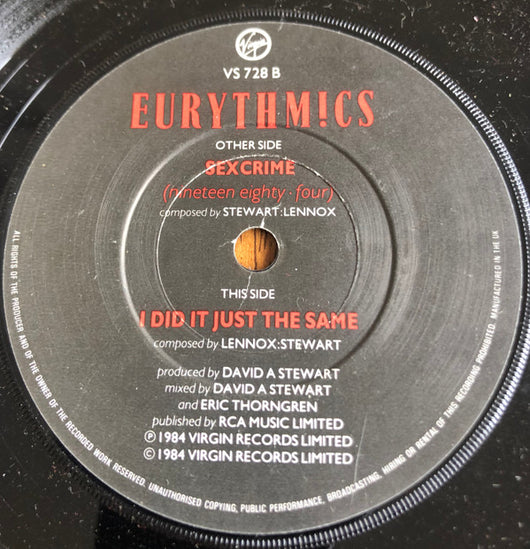 Virgin
VS 728 B
EURYTHM!CS
OTHER SIDE
SEXCRIME
(nineteen eighty · four)
composed by STEWART:LENNOX
THIS SIDE
I DID IT JUST THE SAME
composed by LENNOX:STEWART
produced by DAVID A STEWART
mixed by DAVID A STEWART
and ERIC THORNGREN
published by RCA MUSIC LIMITED
℗ 1984 VIRGIN RECORDS LIMITED
© 1984 VIRGIN RECORDS LIMITED
ALL RIGHTS OF THE PRODUCER AND OF THE OWNER OF THE RECORDED WORK RESERVED. UNAUTHORISED COPYING, PUBLIC PERFORMANCE, BROADCASTING, HIRING OR RENTAL OF THIS RECORDING PROHIBITED. MANUFACTURED IN THE UK